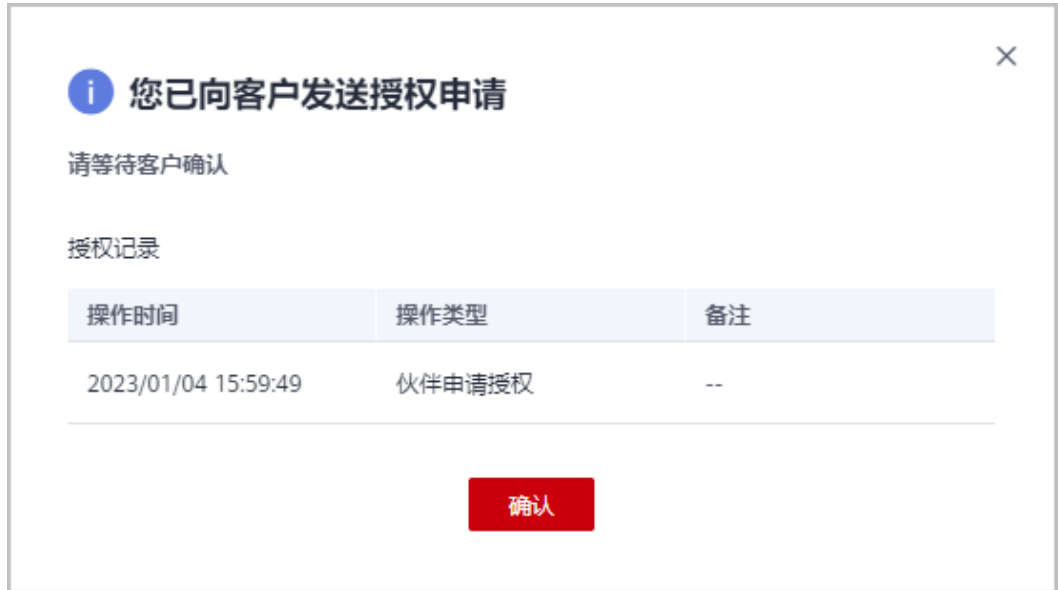 您已向客户发送授权申请
请等待客户确认
授权记录
操作时间 操作类型 备注
2023/01/04 15:59:49 伙伴申请授权 --
确认